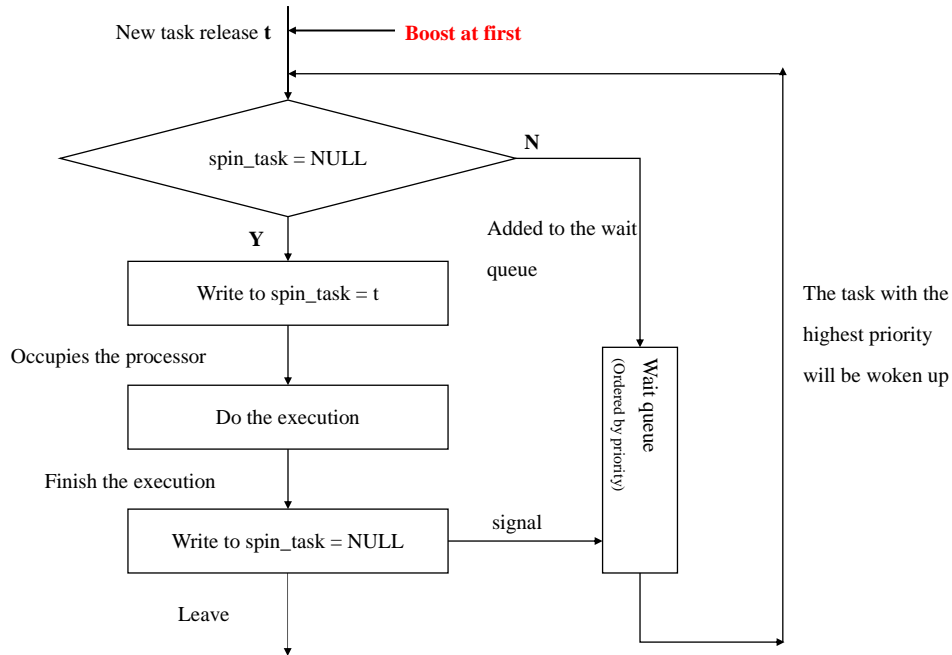 New task release t
Boost at first
spin_task = NULL
N
Y
Added to the wait
queue
Write to spin_task = t
The task with the
highest priority
will be woken up
Occupies the processor
Wait queue
(Ordered by priority)
Do the execution
Finish the execution
Write to spin_task = NULL
signal
Leave